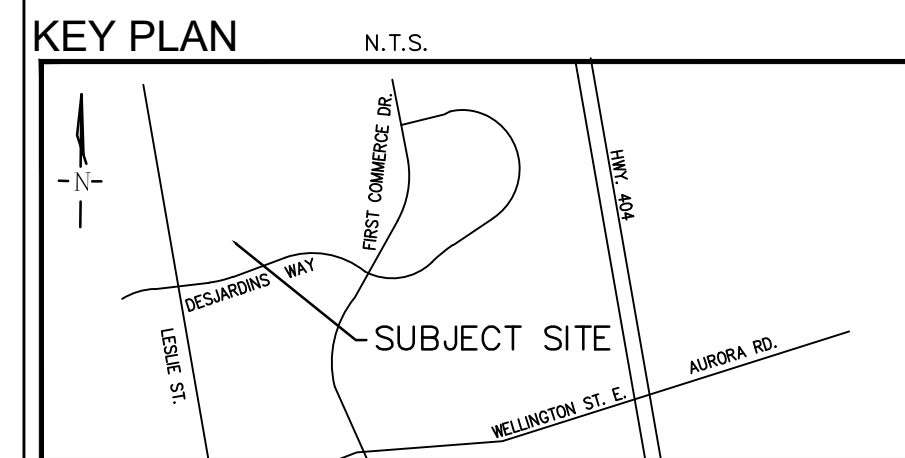 KEY PLAN
N.T.S.
N
FIRST COMMERCE DR.
HWY. 404
DESJARDINS WAY
LESLIE ST.
SUBJECT SITE
AURORA RD.
WELLINGTON ST. E.